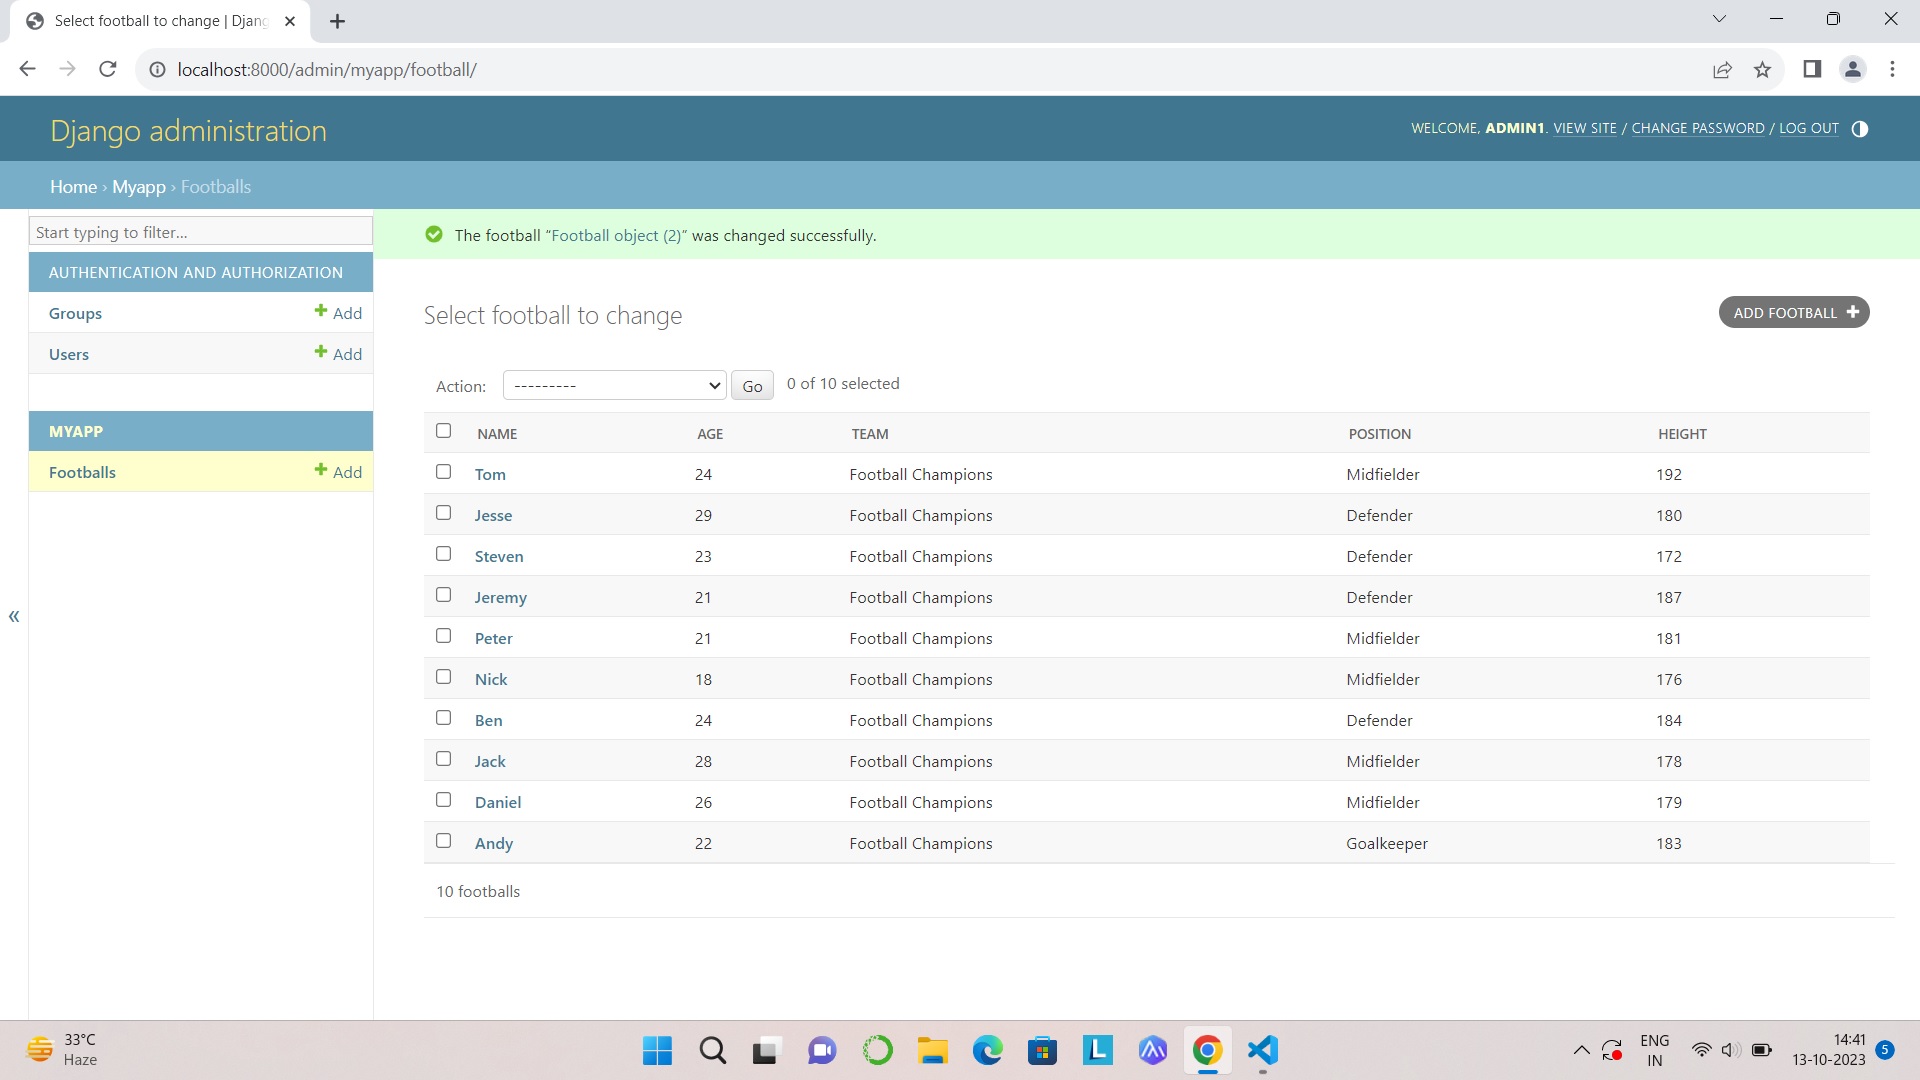 Select football to change | Djang
localhost:8000/admin/myapp/football/
Django administration
WELCOME, ADMIN1. VIEW SITE / CHANGE PASSWORD / LOG OUT
Home › Myapp › Footballs
Start typing to filter...
The football “Football object (2)” was changed successfully.
AUTHENTICATION AND AUTHORIZATION
Groups Add
Users Add
MYAPP
Footballs Add
«
Select football to change
ADD FOOTBALL
Action: --------- Go 0 of 10 selected
NAME AGE TEAM POSITION HEIGHT
Tom 24 Football Champions Midfielder 192
Jesse 29 Football Champions Defender 180
Steven 23 Football Champions Defender 172
Jeremy 21 Football Champions Defender 187
Peter 21 Football Champions Midfielder 181
Nick 18 Football Champions Midfielder 176
Ben 24 Football Champions Defender 184
Jack 28 Football Champions Midfielder 178
Daniel 26 Football Champions Midfielder 179
Andy 22 Football Champions Goalkeeper 183
10 footballs
33°C
Haze
L
ENG
IN
14:41
13-10-2023
5